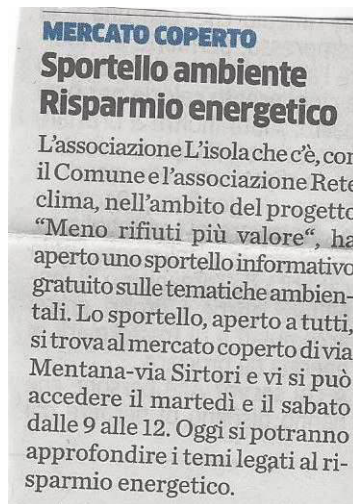 MERCATO COPERTO
Sportello ambiente
Risparmio energetico
L'associazione L'isola che c'è, con
il Comune e l'associazione Rete
clima, nell'ambito del progetto
“Meno rifiuti più valore“, ha
aperto uno sportello informativo
gratuito sulle tematiche ambien-
tali. Lo sportello, aperto a tutti,
si trova al mercato coperto di via
Mentana-via Sirtori e vi si può
accedere il martedì e il sabato
dalle 9 alle 12. Oggi si potranno
approfondire i temi legati al ri-
sparmio energetico.